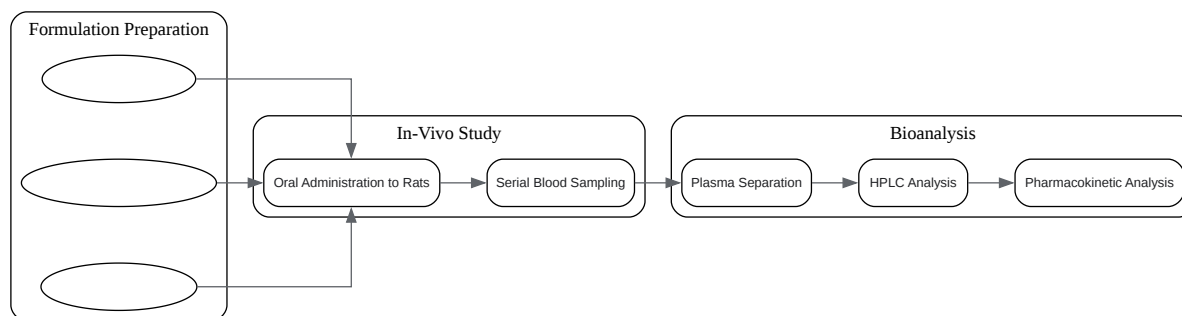 Formulation Preparation
In-Vivo Study
Bioanalysis
Oral Administration to Rats
Serial Blood Sampling
Plasma Separation
HPLC Analysis
Pharmacokinetic Analysis